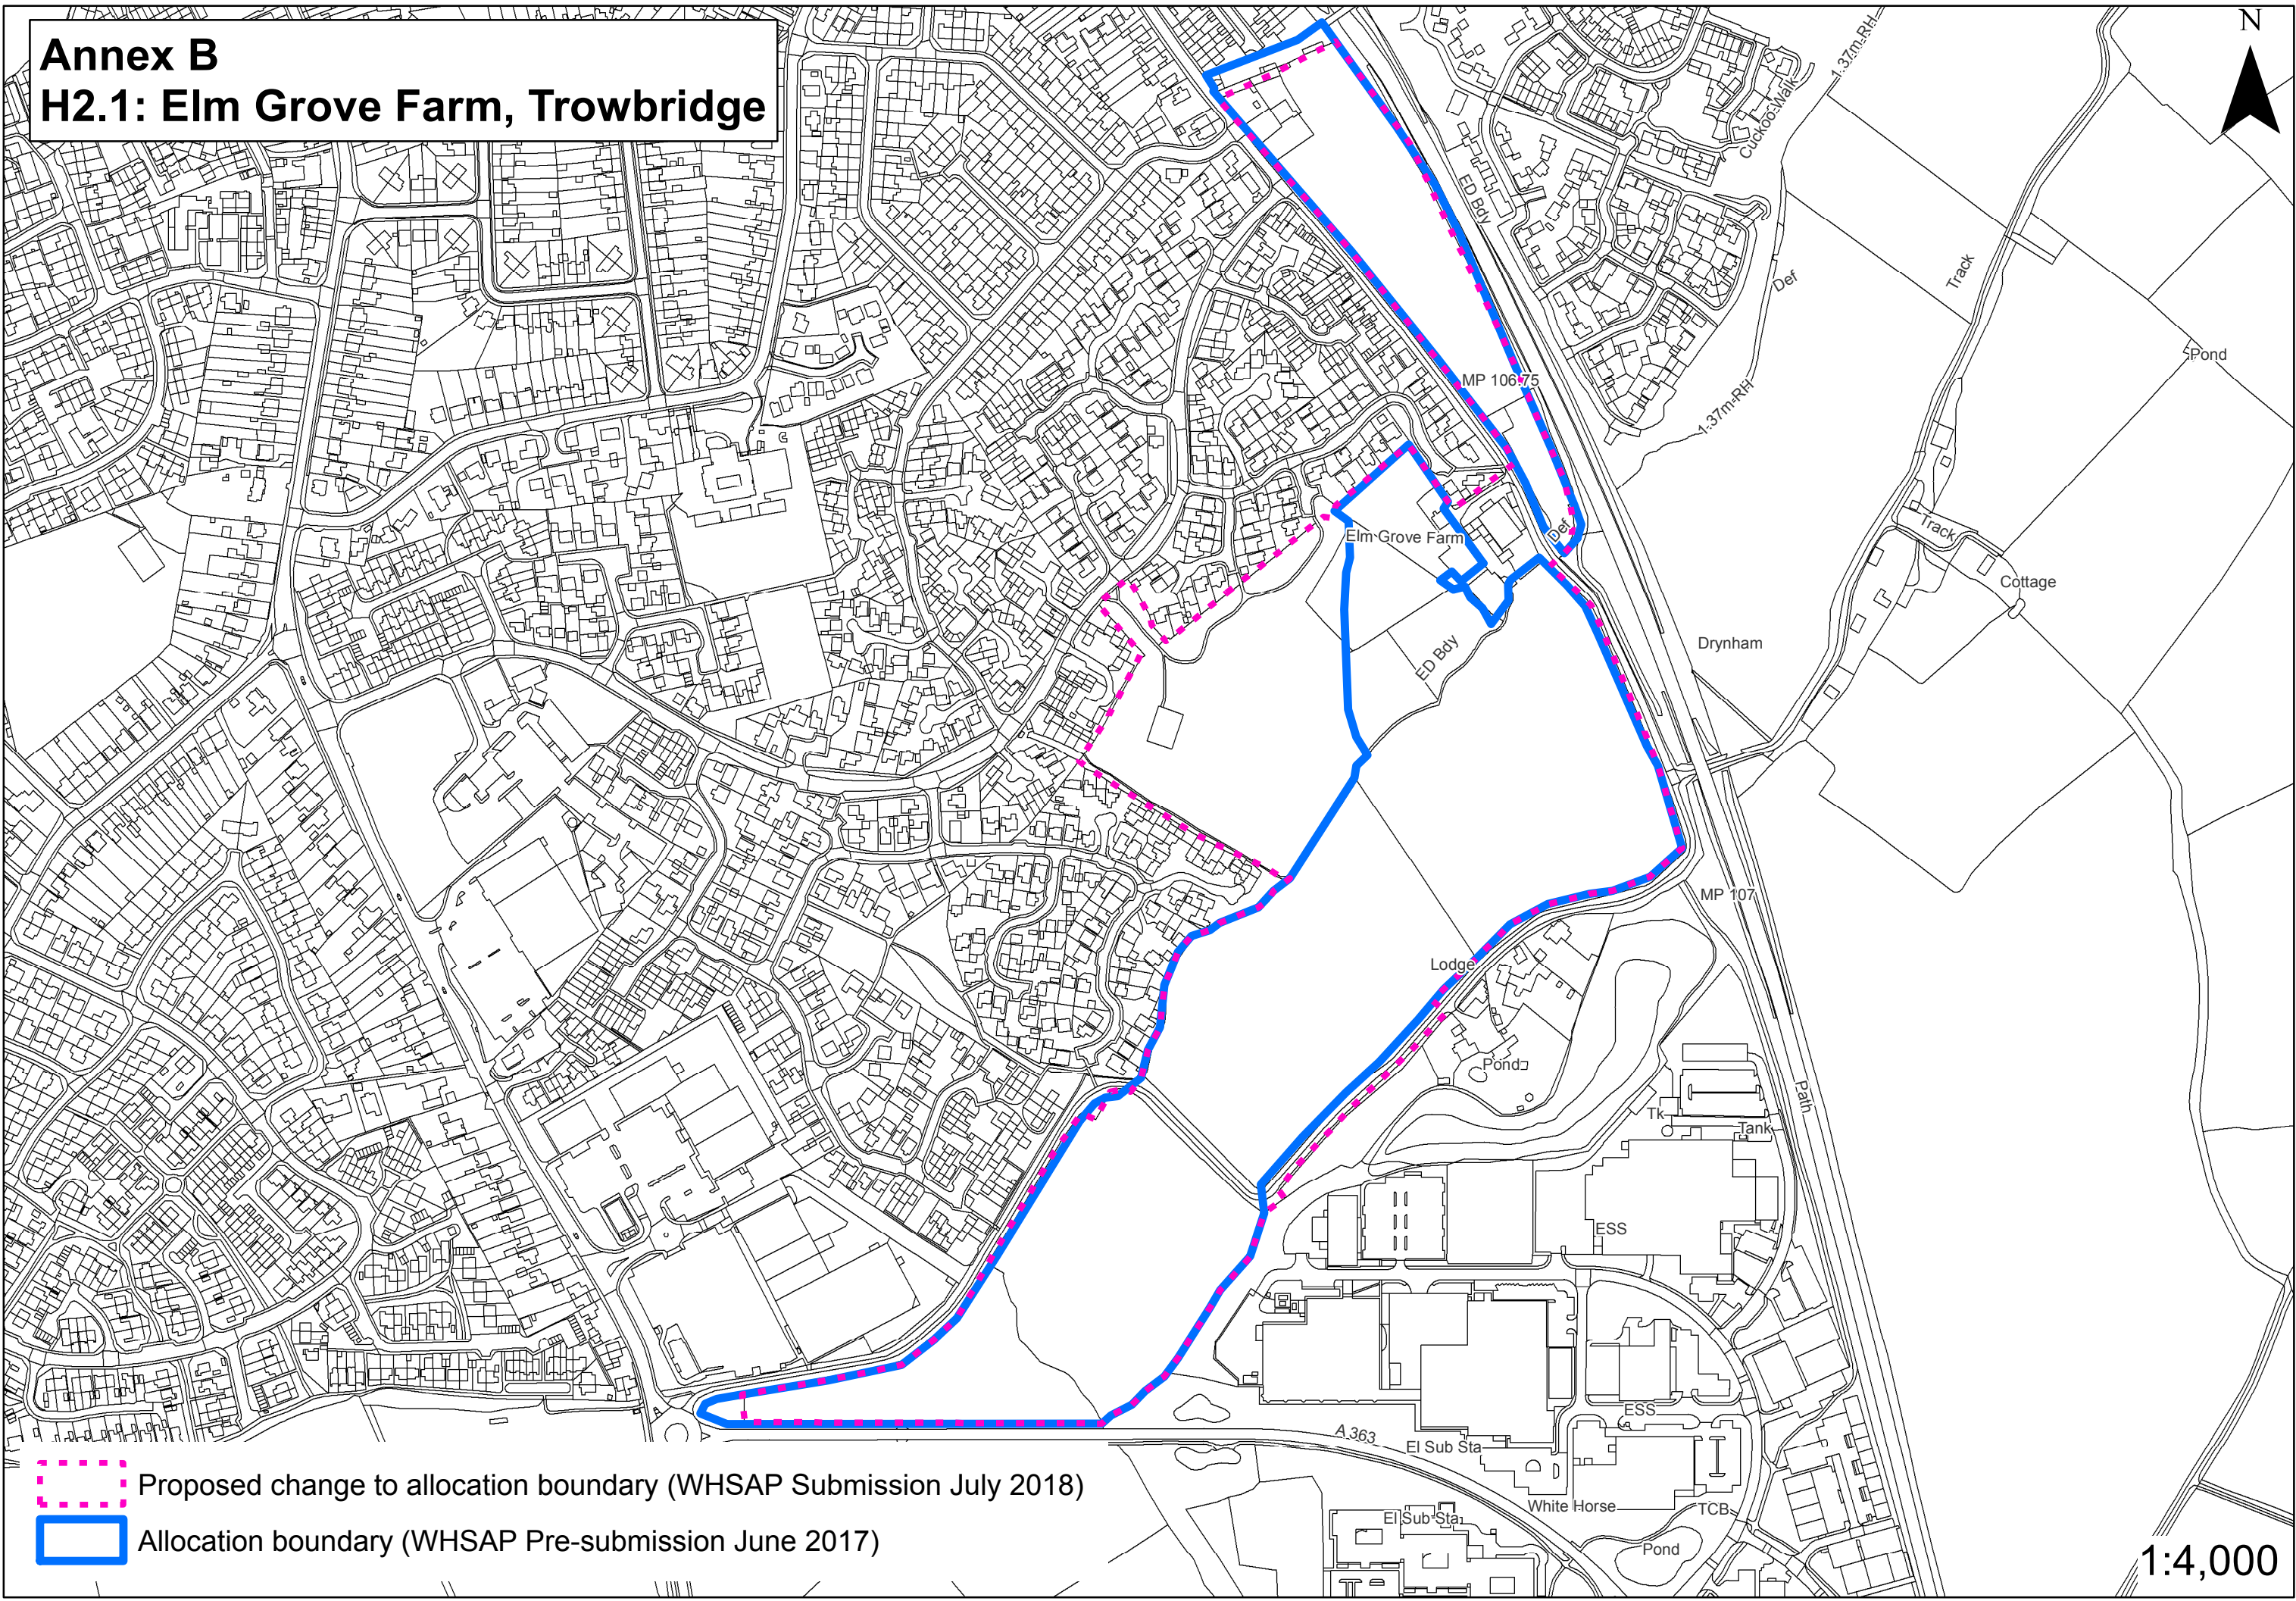 Annex B
H2.1: Elm Grove Farm, Trowbridge
N
1.37m RH
Cuckoo Walk
ED Bdy
Def
Track
Pond
MP 106.75
1.37m RH
Elm Grove Farm
Def
Track
Cottage
Drynham
ED Bdy
MP 107
Lodge
Pond
Path
Tk
Tank
ESS
ESS
A 363
El Sub Sta
White Horse
TCB
El Sub Sta
Pond
Proposed change to allocation boundary (WHSAP Submission July 2018)
Allocation boundary (WHSAP Pre-submission June 2017)
1:4,000